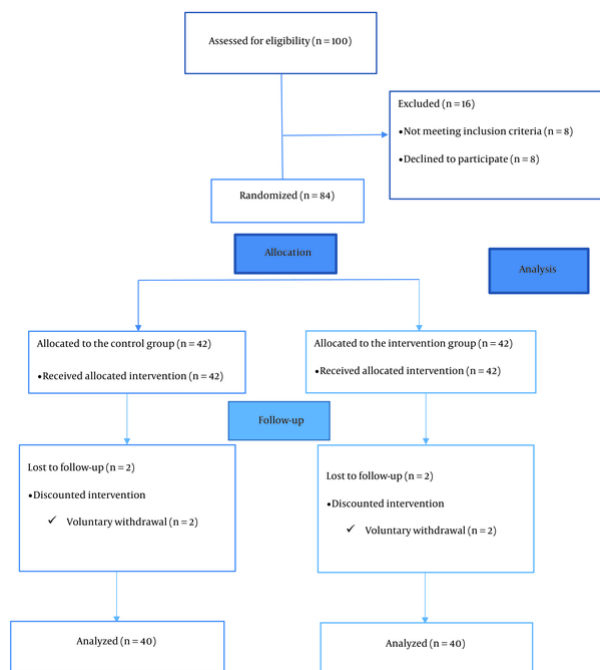 Assessed for eligibility (n = 100)
Excluded (n = 16)
•Not meeting inclusion criteria (n = 8)
•Declined to participate (n = 8)
Randomized (n = 84)
Allocation
Analysis
Allocated to the control group (n = 42)
•Received allocated intervention (n = 42)
Allocated to the intervention group (n = 42)
•Received allocated intervention (n = 42)
Follow-up
Lost to follow-up (n = 2)
•Discounted intervention
✓ Voluntary withdrawal (n = 2)
Lost to follow-up (n = 2)
•Discounted intervention
✓ Voluntary withdrawal (n = 2)
Analyzed (n = 40)
Analyzed (n = 40)